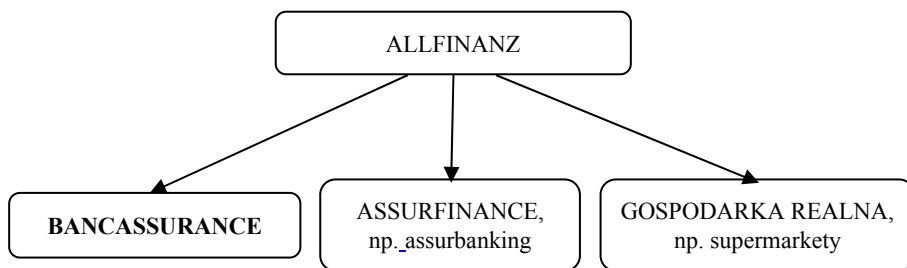 ALLFINANZ
BANCASSURANCE
ASSURFINANCE,
np. assurbanking
GOSPODARKA REALNA,
np. supermarkety